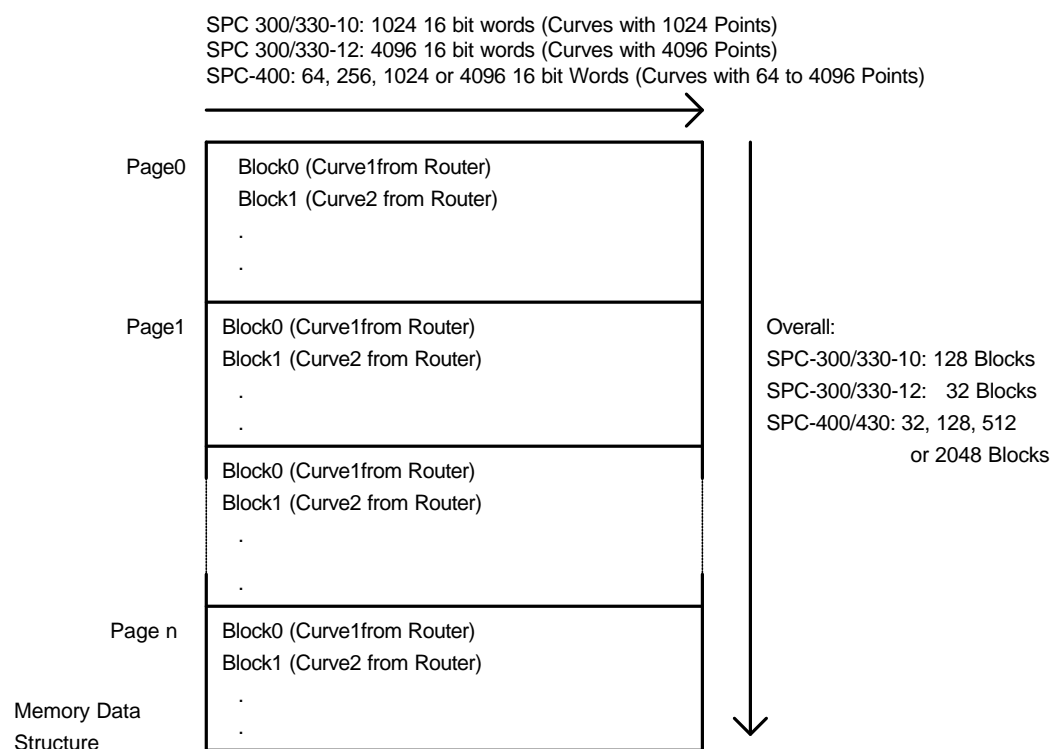 SPC 300/330-10: 1024 16 bit words (Curves with 1024 Points)
SPC 300/330-12: 4096 16 bit words (Curves with 4096 Points)
SPC-400: 64, 256, 1024 or 4096 16 bit Words (Curves with 64 to 4096 Points)
Page0
Block0 (Curve1from Router)
Block1 (Curve2 from Router)
.
.
Page1
Block0 (Curve1from Router)
Block1 (Curve2 from Router)
.
.
Block0 (Curve1from Router)
Block1 (Curve2 from Router)
.
.
Page n
Block0 (Curve1from Router)
Block1 (Curve2 from Router)
.
.
Overall:
SPC-300/330-10: 128 Blocks
SPC-300/330-12: 32 Blocks
SPC-400/430: 32, 128, 512
or 2048 Blocks
Memory Data
Structure